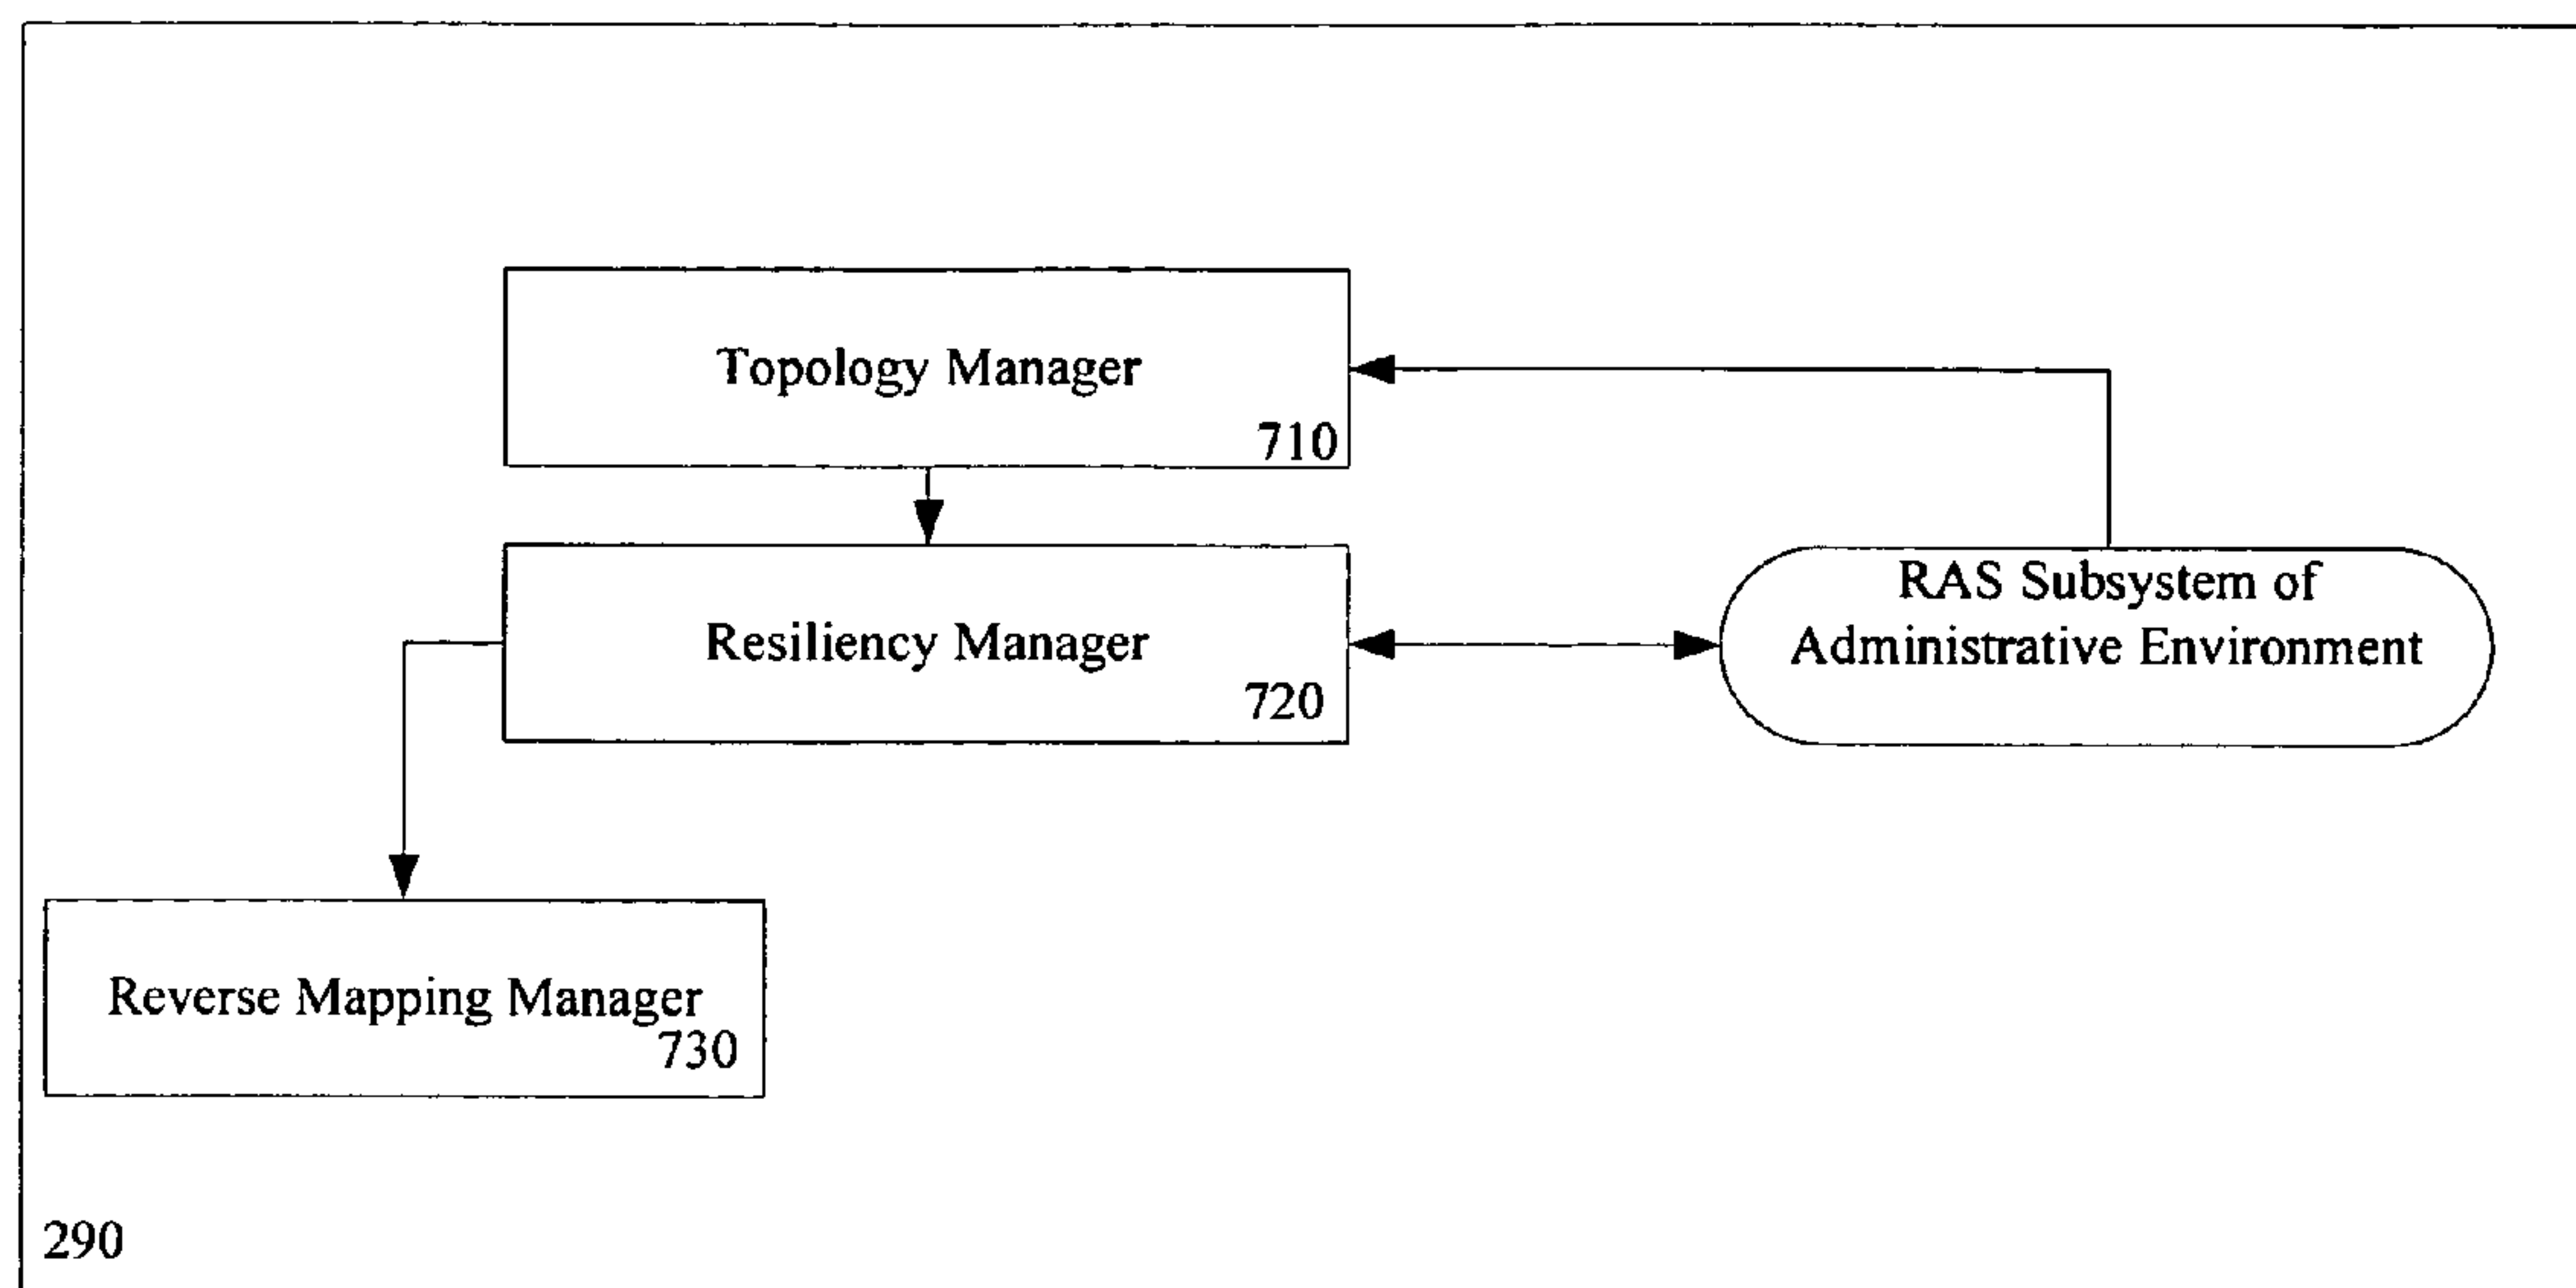 Topology Manager
710
Resiliency Manager
720
RAS Subsystem of
Administrative Environment
Reverse Mapping Manager
730
290